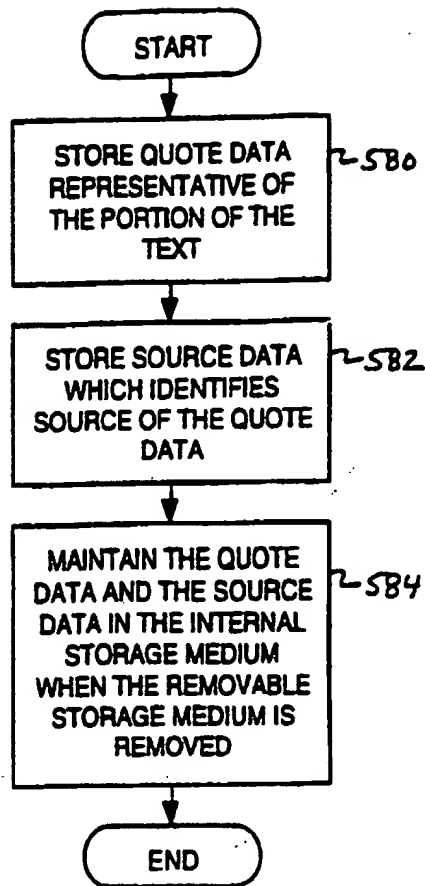 START
STORE QUOTE DATA
REPRESENTATIVE OF
THE PORTION OF THE
TEXT
580
STORE SOURCE DATA
WHICH IDENTIFIES
SOURCE OF THE QUOTE
DATA
582
MAINTAIN THE QUOTE
DATA AND THE SOURCE
DATA IN THE INTERNAL
STORAGE MEDIUM
WHEN THE REMOVABLE
STORAGE MEDIUM IS
REMOVED
584
END